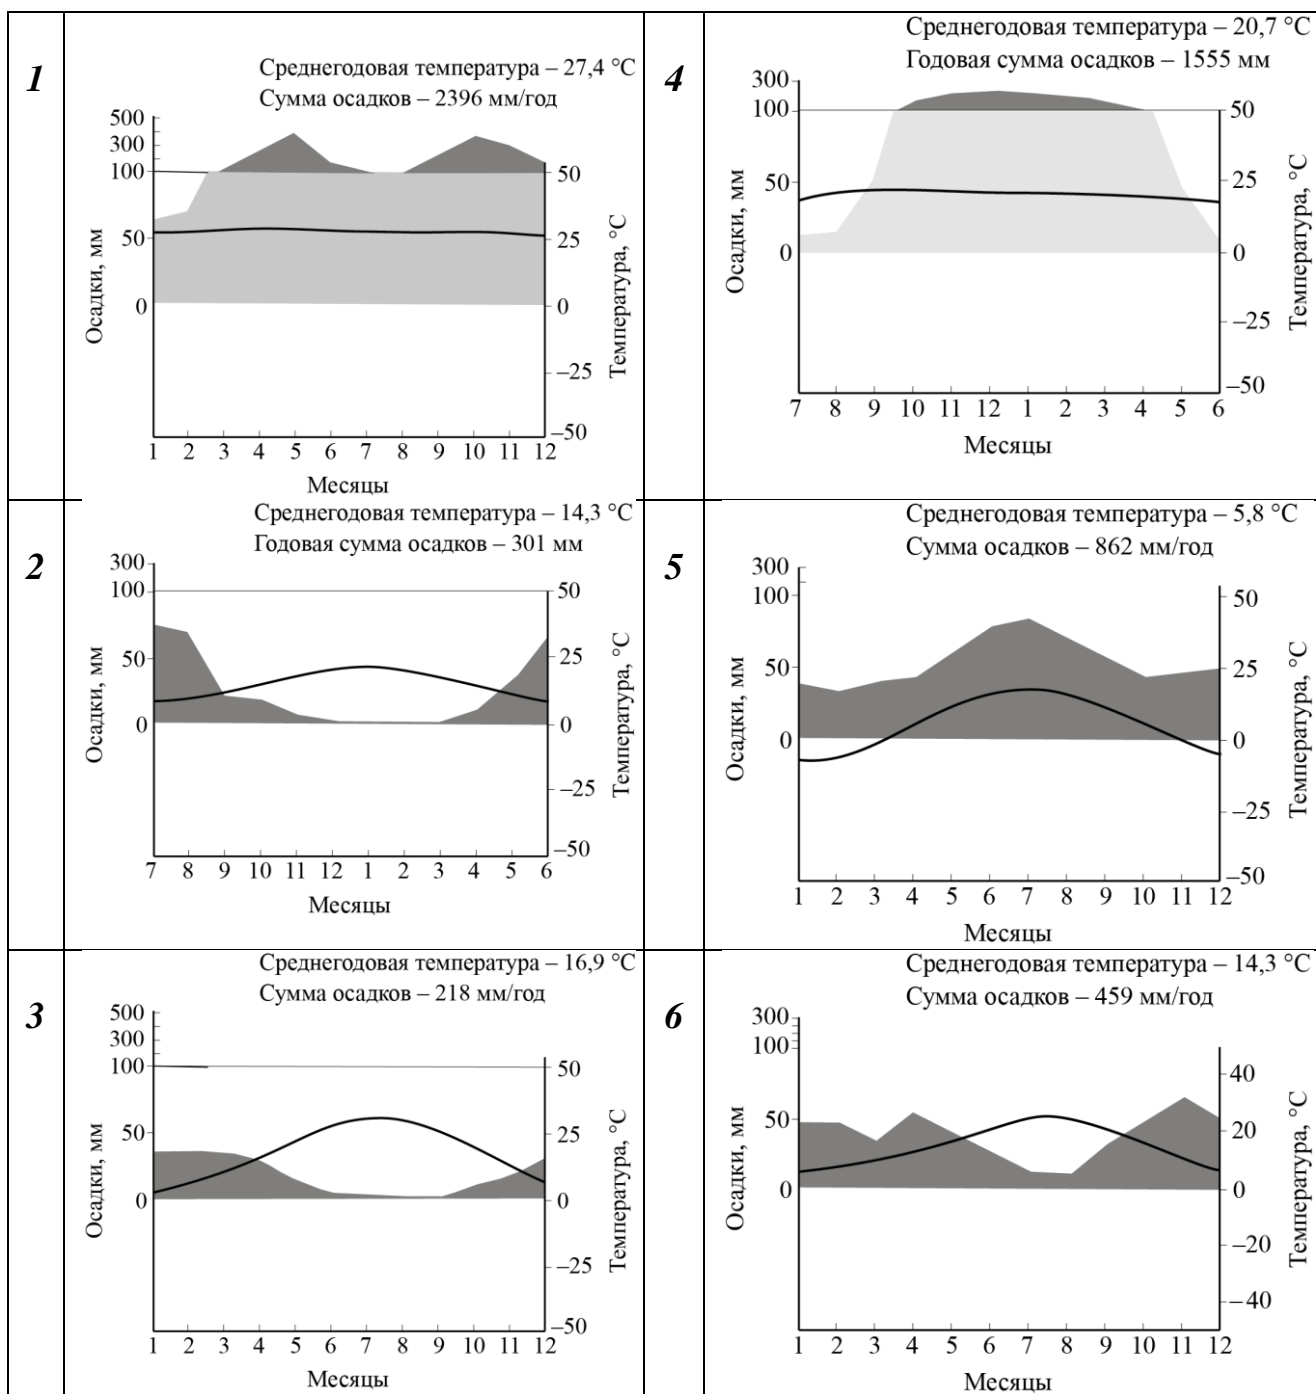 1
Среднегодовая температура – 27,4 °C
Сумма осадков – 2396 мм/год
500
300
100
50
0
Осадки, мм
50
25
0
–25
–50
Температура, °C
1 2 3 4 5 6 7 8 9 10 11 12
Месяцы
4
Среднегодовая температура – 20,7 °C
Годовая сумма осадков – 1555 мм
300
100
50
0
Осадки, мм
50
25
0
–25
–50
Температура, °C
7 8 9 10 11 12 1 2 3 4 5 6
Месяцы
2
Среднегодовая температура – 14,3 °C
Годовая сумма осадков – 301 мм
300
100
50
0
Осадки, мм
50
25
0
–25
–50
Температура, °C
7 8 9 10 11 12 1 2 3 4 5 6
Месяцы
5
Среднегодовая температура – 5,8 °C
Сумма осадков – 862 мм/год
300
100
50
0
Осадки, мм
50
25
0
–25
–50
Температура, °C
1 2 3 4 5 6 7 8 9 10 11 12
Месяцы
3
Среднегодовая температура – 16,9 °C
Сумма осадков – 218 мм/год
500
300
100
50
0
Осадки, мм
50
25
0
–25
–50
Температура, °C
1 2 3 4 5 6 7 8 9 10 11 12
Месяцы
6
Среднегодовая температура – 14,3 °C
Сумма осадков – 459 мм/год
300
100
50
0
Осадки, мм
40
20
0
–20
–40
Температура, °C
1 2 3 4 5 6 7 8 9 10 11 12
Месяцы